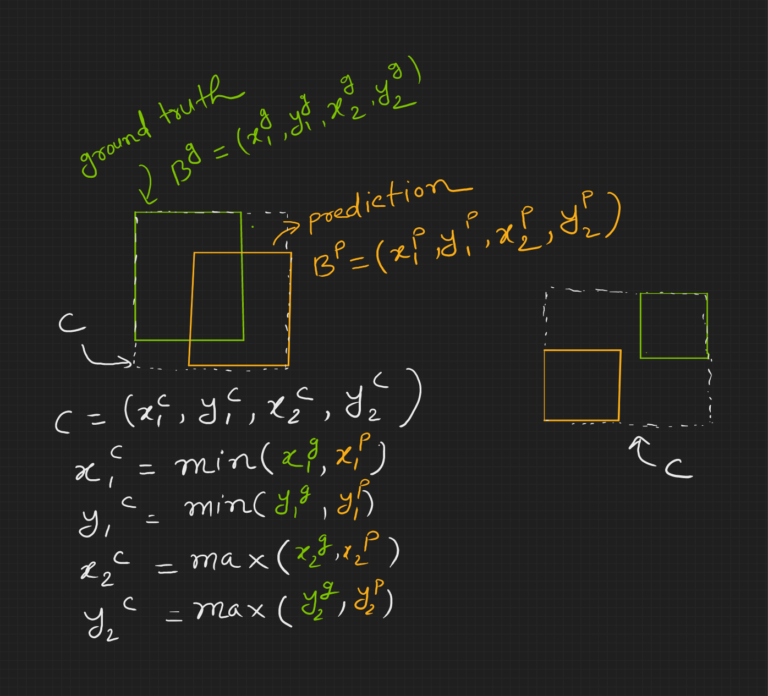 ground truth
B^g = (x_1^g, y_1^g, x_2^g, y_2^g)
prediction
B^p = (x_1^p, y_1^p, x_2^p, y_2^p)
C
C = (x_1^c, y_1^c, x_2^c, y_2^c)
C
x_1^c = min(x_1^g, x_1^p)
y_1^c = min(y_1^g, y_1^p)
x_2^c = max(x_2^g, x_2^p)
y_2^c = max(y_2^g, y_2^p)